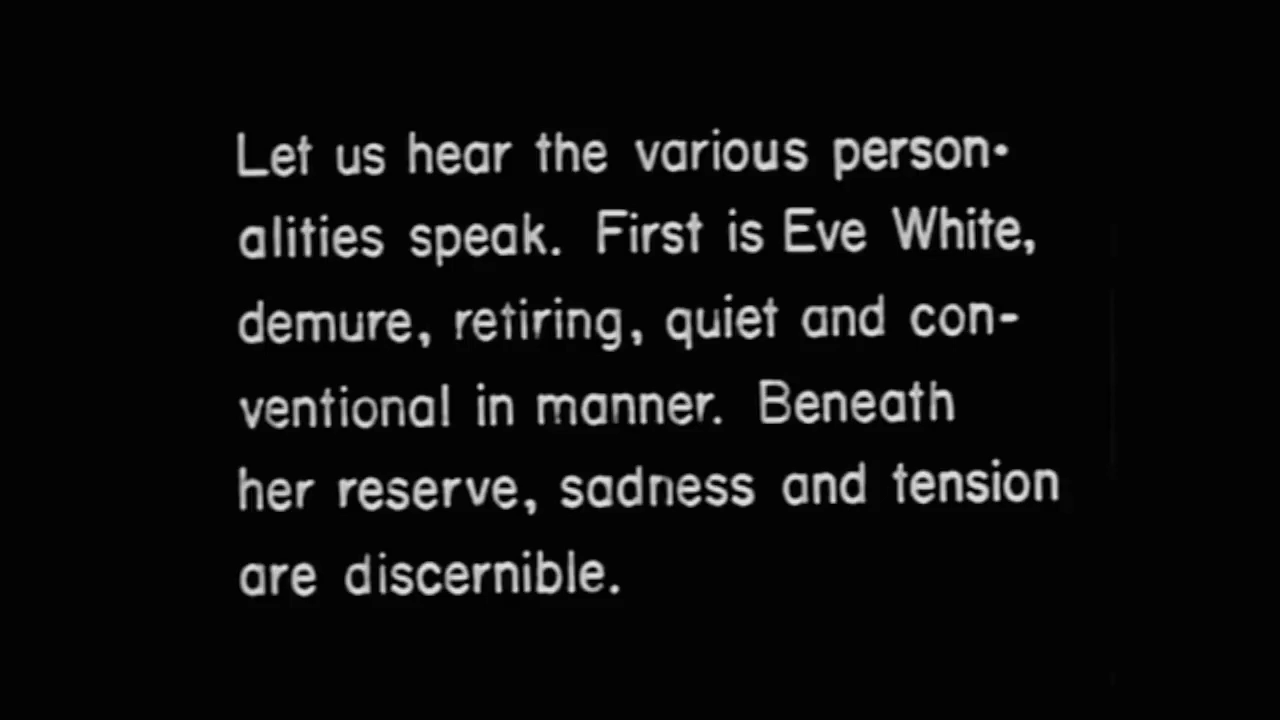 Let us hear the various person-
alities speak. First is Eve White,
demure, retiring, quiet and con-
ventional in manner. Beneath
her reserve, sadness and tension
are discernible.